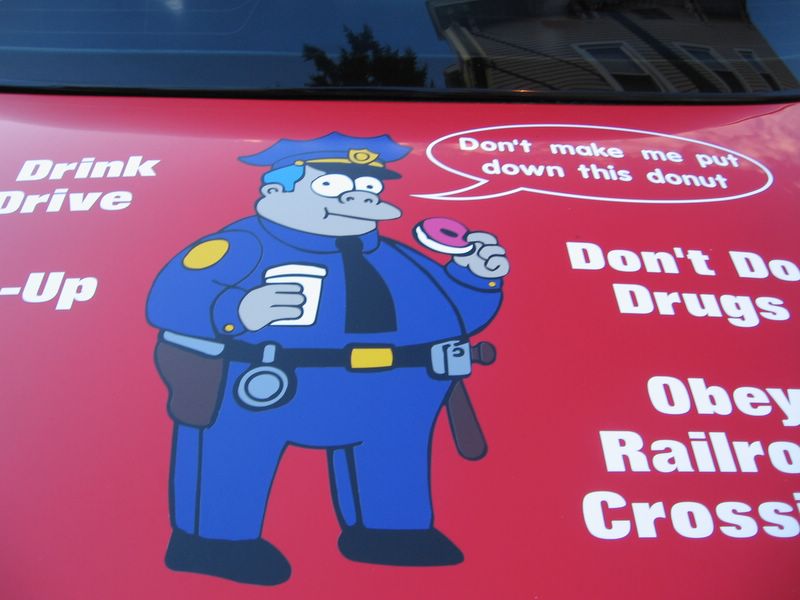 Drink
Drive
-Up
Don't make me put
down this donut
Don't Do
Drugs
Obey
Railro
Crossi